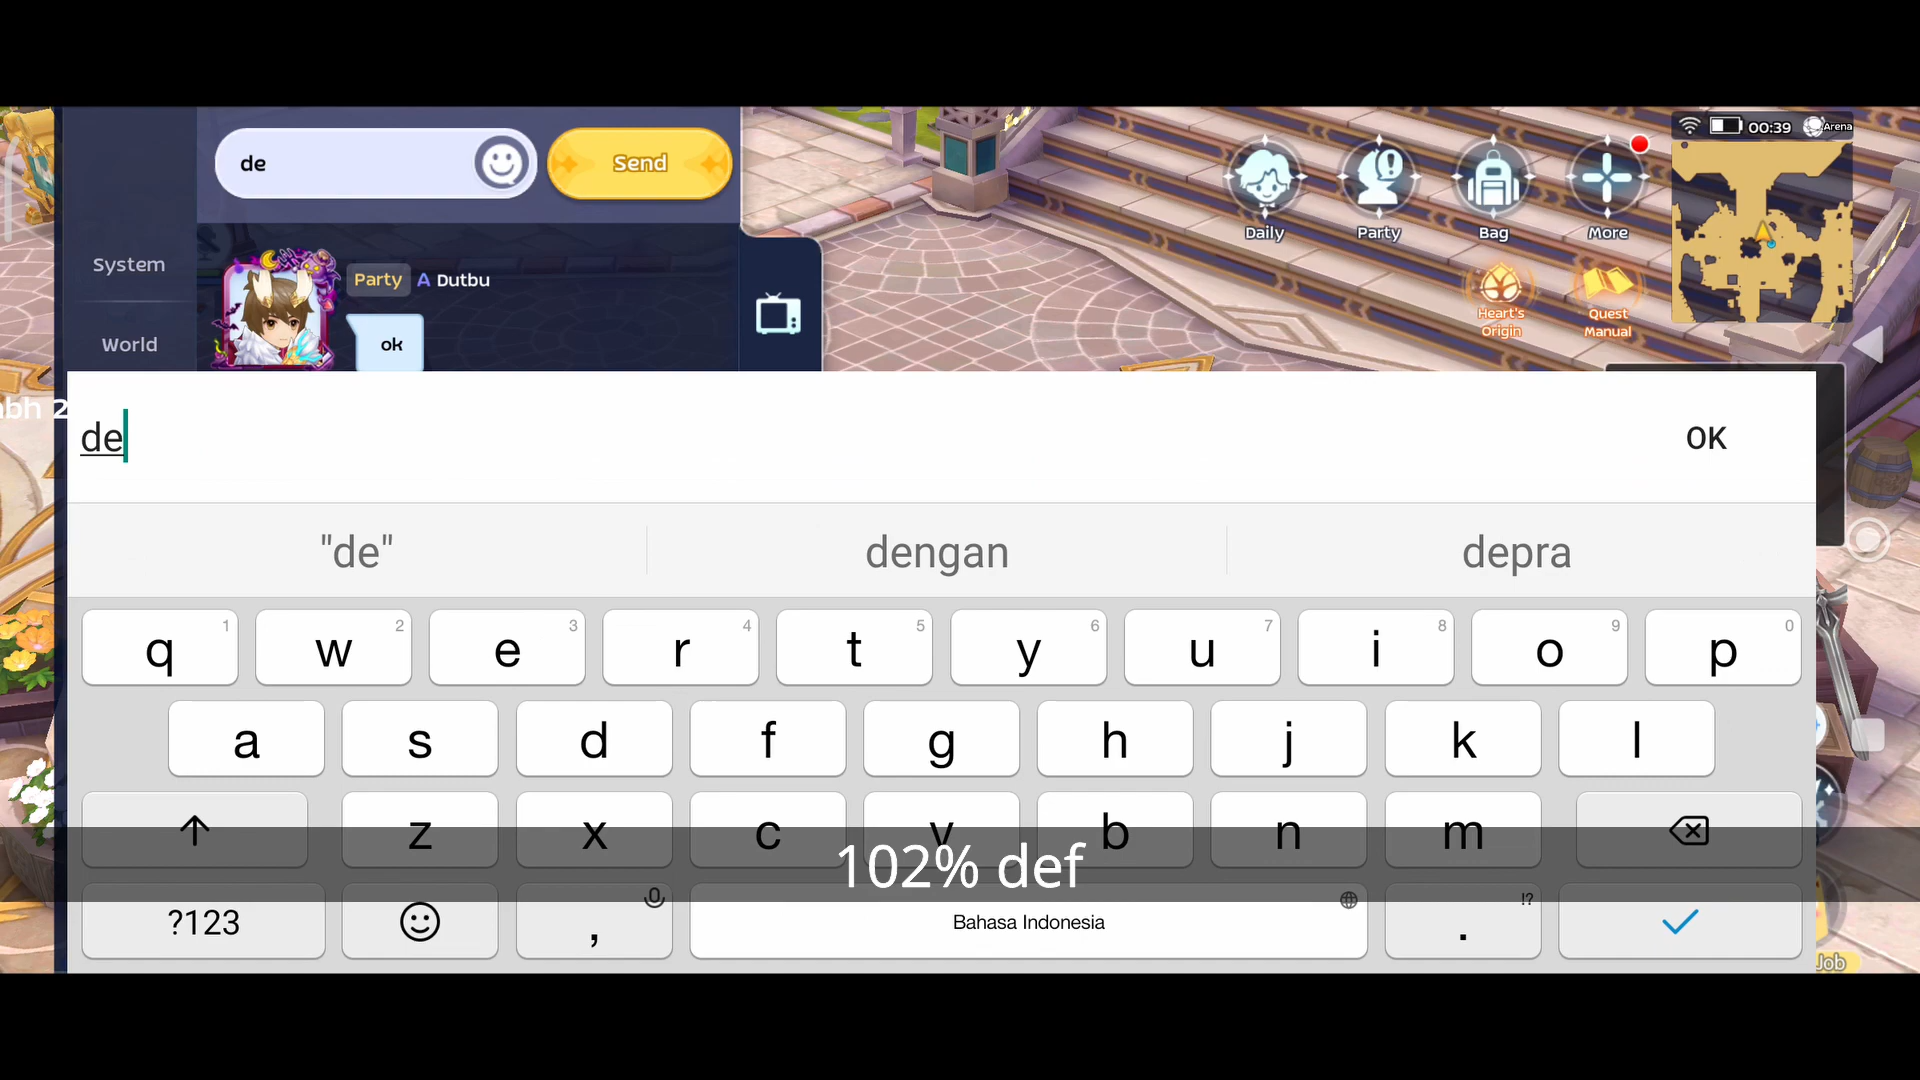 de
Send
System
World
Party A Dutbu
ok
Daily
Party
Bag
More
00:39
Arena
Heart's
Origin
Quest
Manual
bh 2
de
OK
"de"
dengan
depra
q 1
w 2
e 3
r 4
t 5
y 6
u 7
i 8
o 9
p 0
a
s
d
f
g
h
j
k
l
z
x
c
v
b
n
m
102% def
?123
,
Bahasa Indonesia
. !?
Job